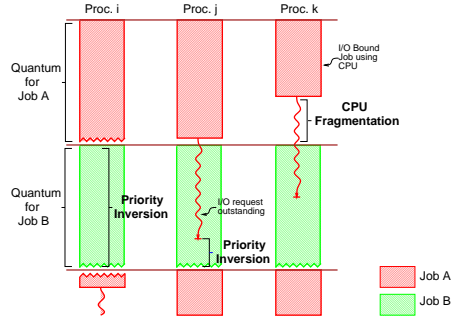 Proc. i
Proc. j
Proc. k
Quantum
for
Job A
I/O Bound
Job using
CPU
CPU
Fragmentation
Quantum
for
Job B
Priority
Inversion
I/O request
outstanding
Priority
Inversion
Job A
Job B